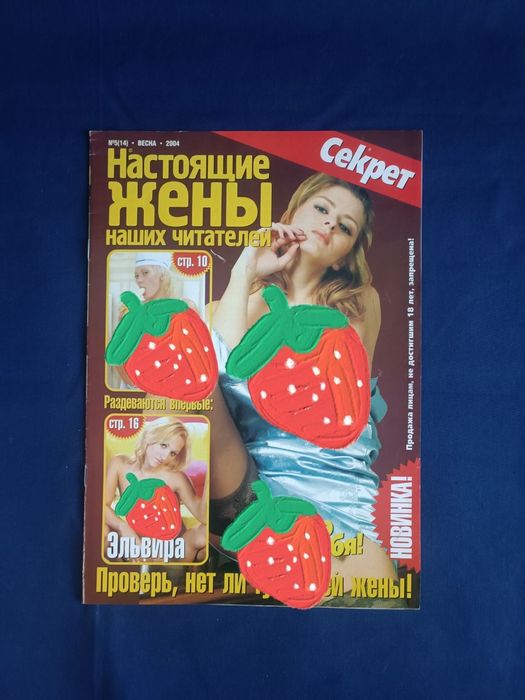 №5(14) • ВЕСНА • 2004
Секрет
Настоящие
жены
наших читателей
стр. 10
Раздеваются впервые:
стр. 16
Эльвира
Продажа лицам, не достигшим 18 лет, запрещена!
НОВИНКА!
Проверь, нет ли жены!